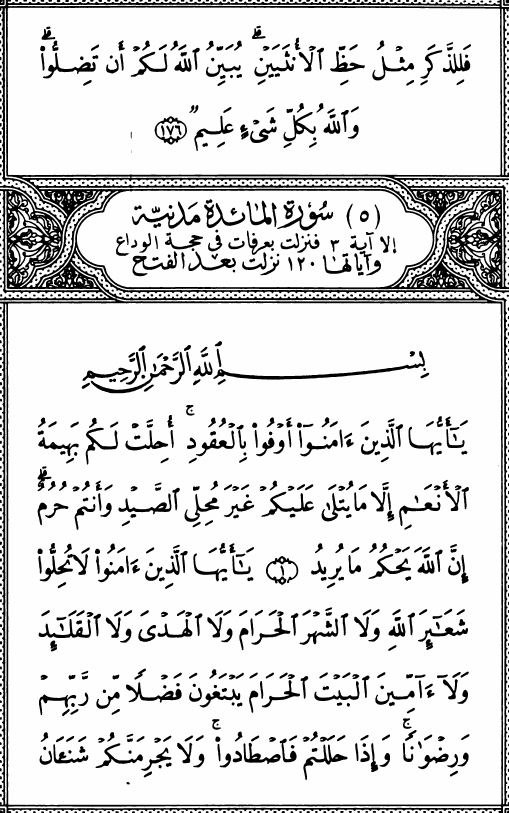 فَلِلذَّكَرِ مِثْلُ حَظِّ ٱلْأُنثَيَيْنِۗ يُبَيِّنُ ٱللَّهُ لَكُمْ أَن تَضِلُّوا۟ۗ
وَٱللَّهُ بِكُلِّ شَىْءٍ عَلِيمٌۢ ١٧٦
(٥) سُورَةُ المَائدَة مَدَنيَّة
إلا آية ٣ فنزلت بعرفات في حجة الوداع
وآياتها ١٢٠ نزلت بعد الفتح
بِسْمِ ٱللَّهِ ٱلرَّحْمَٰنِ ٱلرَّحِيمِ
يَٰٓأَيُّهَا ٱلَّذِينَ ءَامَنُوٓا۟ أَوْفُوا۟ بِٱلْعُقُودِۚ أُحِلَّتْ لَكُم بَهِيمَةُ
ٱلْأَنْعَٰمِ إِلَّا مَا يُتْلَىٰ عَلَيْكُمْ غَيْرَ مُحِلِّى ٱلصَّيْدِ وَأَنتُمْ حُرُمٌۗ
إِنَّ ٱللَّهَ يَحْكُمُ مَا يُرِيدُ ١ يَٰٓأَيُّهَا ٱلَّذِينَ ءَامَنُوا۟ لَا تُحِلُّوا۟
شَعَٰٓئِرَ ٱللَّهِ وَلَا ٱلشَّهْرَ ٱلْحَرَامَ وَلَا ٱلْهَدْىَ وَلَا ٱلْقَلَٰٓئِدَ
وَلَآ ءَآمِّينَ ٱلْبَيْتَ ٱلْحَرَامَ يَبْتَغُونَ فَضْلًا مِّن رَّبِّهِمْ
وَرِضْوَٰنًاۚ وَإِذَا حَلَلْتُمْ فَٱصْطَادُوا۟ۚ وَلَا يَجْرِمَنَّكُمْ شَنَـَٔانُ